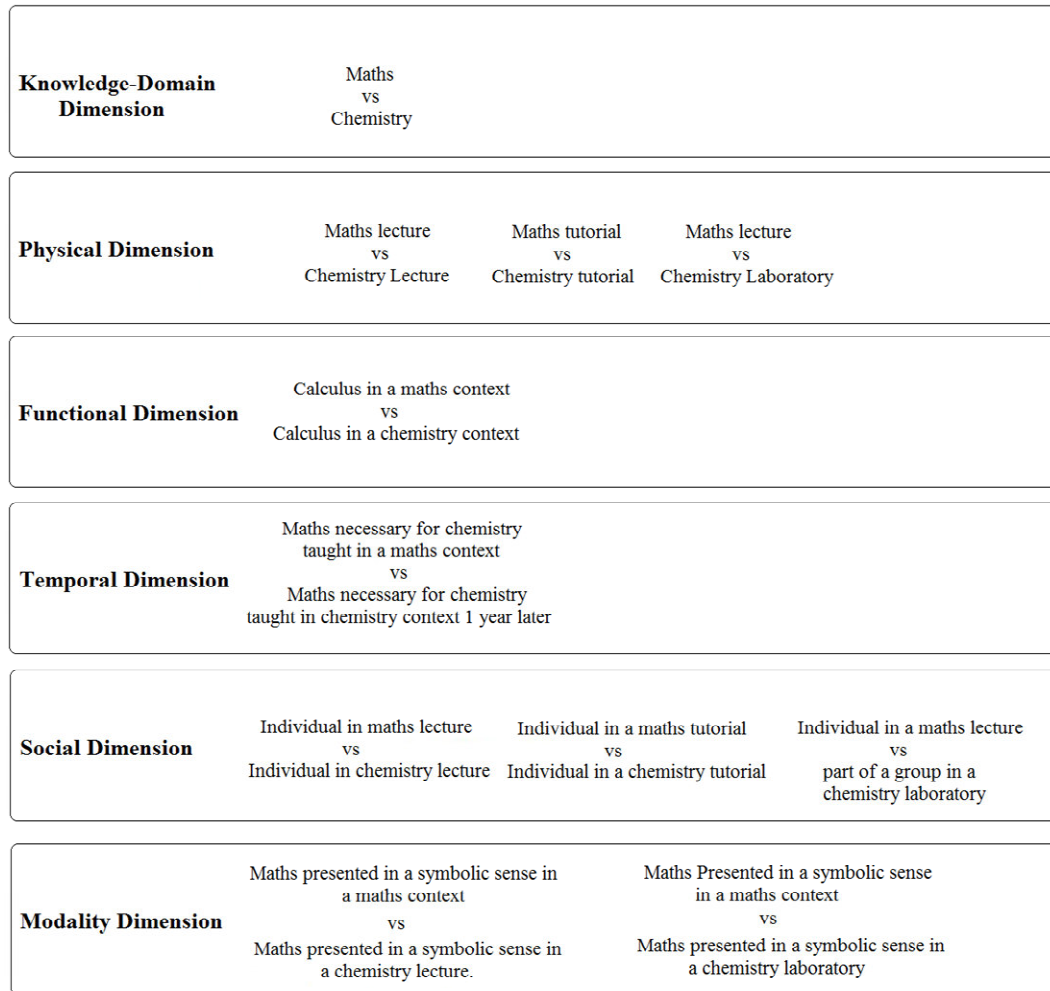 Knowledge-Domain
Dimension
Maths
vs
Chemistry
Physical Dimension
Maths lecture
vs
Chemistry Lecture
Maths tutorial
vs
Chemistry tutorial
Maths lecture
vs
Chemistry Laboratory
Functional Dimension
Calculus in a maths context
vs
Calculus in a chemistry context
Temporal Dimension
Maths necessary for chemistry
taught in a maths context
vs
Maths necessary for chemistry
taught in chemistry context 1 year later
Social Dimension
Individual in maths lecture
vs
Individual in chemistry lecture
Individual in a maths tutorial
vs
Individual in a chemistry tutorial
Individual in a maths lecture
vs
part of a group in a
chemistry laboratory
Modality Dimension
Maths presented in a symbolic sense in
a maths context
vs
Maths presented in a symbolic sense in
a chemistry lecture.
Maths Presented in a symbolic sense
in a maths context
vs
Maths presented in a symbolic sense in
a chemistry laboratory